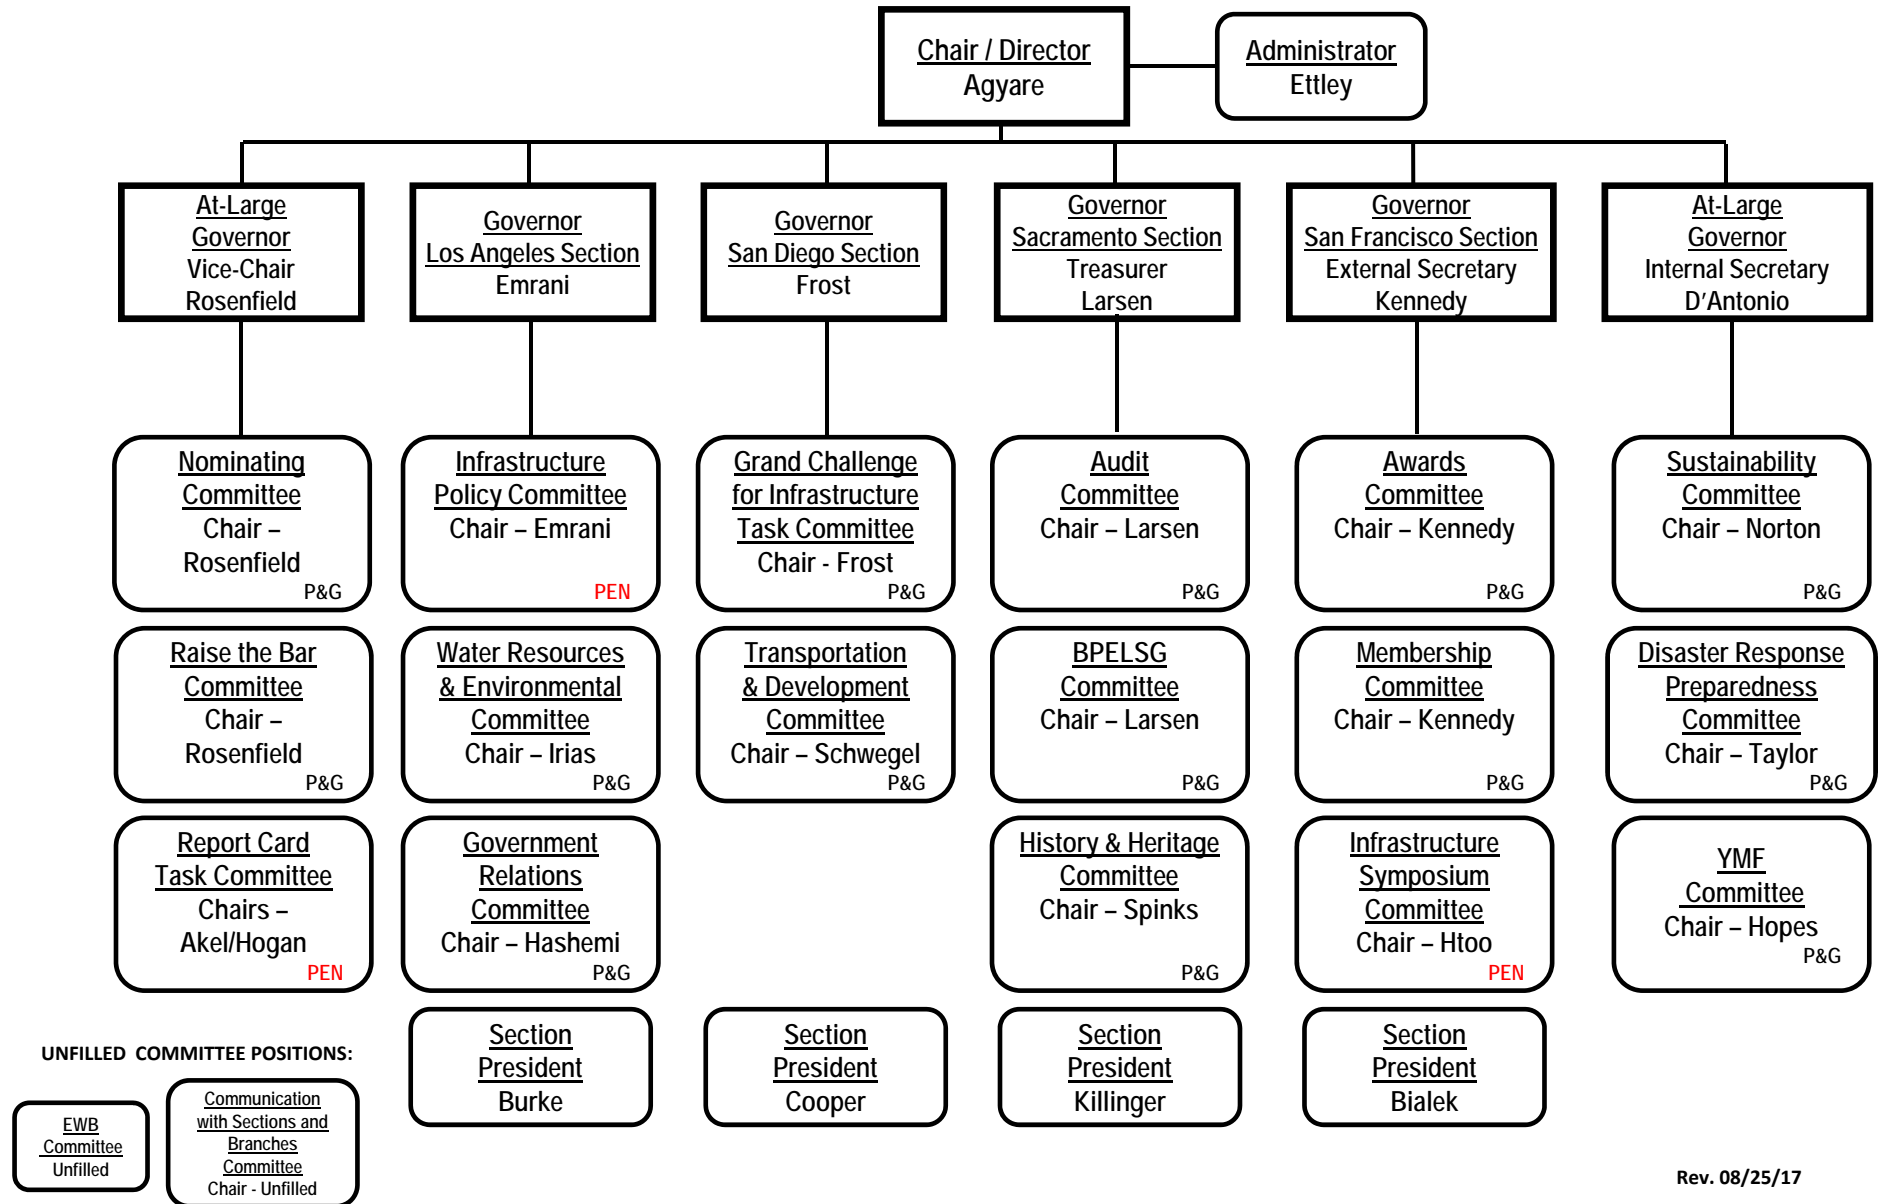 Chair / Director
Agyare
Administrator
Ettley
At-Large
Governor
Vice-Chair
Rosenfield
Governor
Los Angeles Section
Emrani
Governor
San Diego Section
Frost
Governor
Sacramento Section
Treasurer
Larsen
Governor
San Francisco Section
External Secretary
Kennedy
At-Large
Governor
Internal Secretary
D’Antonio
Nominating
Committee
Chair –
Rosenfield
P&G
Infrastructure
Policy Committee
Chair – Emrani
PEN
Grand Challenge
for Infrastructure
Task Committee
Chair - Frost
P&G
Audit
Committee
Chair – Larsen
P&G
Awards
Committee
Chair – Kennedy
P&G
Sustainability
Committee
Chair – Norton
P&G
Raise the Bar
Committee
Chair –
Rosenfield
P&G
Water Resources
& Environmental
Committee
Chair – Irias
P&G
Transportation
& Development
Committee
Chair – Schwegel
P&G
BPELSG
Committee
Chair – Larsen
P&G
Membership
Committee
Chair – Kennedy
P&G
Disaster Response
Preparedness
Committee
Chair – Taylor
P&G
Report Card
Task Committee
Chairs –
Akel/Hogan
PEN
Government
Relations
Committee
Chair – Hashemi
P&G
History & Heritage
Committee
Chair – Spinks
P&G
Infrastructure
Symposium
Committee
Chair – Htoo
PEN
YMF
Committee
Chair – Hopes
P&G
Section
President
Burke
Section
President
Cooper
Section
President
Killinger
Section
President
Bialek
UNFILLED COMMITTEE POSITIONS:
EWB
Committee
Unfilled
Communication
with Sections and
Branches
Committee
Chair - Unfilled
Rev. 08/25/17